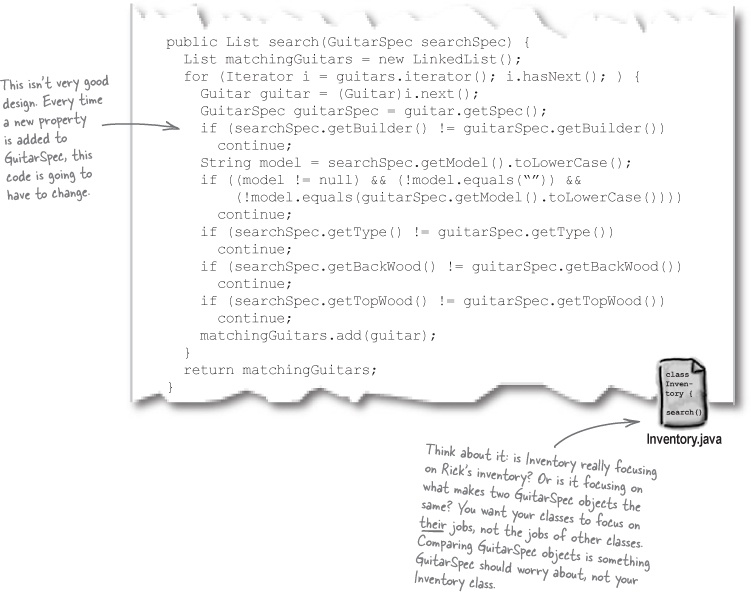 public List search(GuitarSpec searchSpec) {
List matchingGuitars = new LinkedList();
for (Iterator i = guitars.iterator(); i.hasNext(); ) {
Guitar guitar = (Guitar)i.next();
GuitarSpec guitarSpec = guitar.getSpec();
if (searchSpec.getBuilder() != guitarSpec.getBuilder())
continue;
String model = searchSpec.getModel().toLowerCase();
if ((model != null) && (!model.equals(“”)) &&
(!model.equals(guitarSpec.getModel().toLowerCase())))
continue;
if (searchSpec.getType() != guitarSpec.getType())
continue;
if (searchSpec.getBackWood() != guitarSpec.getBackWood())
continue;
if (searchSpec.getTopWood() != guitarSpec.getTopWood())
continue;
matchingGuitars.add(guitar);
}
return matchingGuitars;
}
This isn’t very good
design. Every time
a new property
is added to
GuitarSpec, this
code is going to
have to change.
class
Inven-
tory {
search()
Inventory.java
Think about it: is Inventory really focusing
on Rick’s inventory? Or is it focusing on
what makes two GuitarSpec objects the
same? You want your classes to focus on
their jobs, not the jobs of other classes.
Comparing GuitarSpec objects is something
GuitarSpec should worry about, not your
Inventory class.